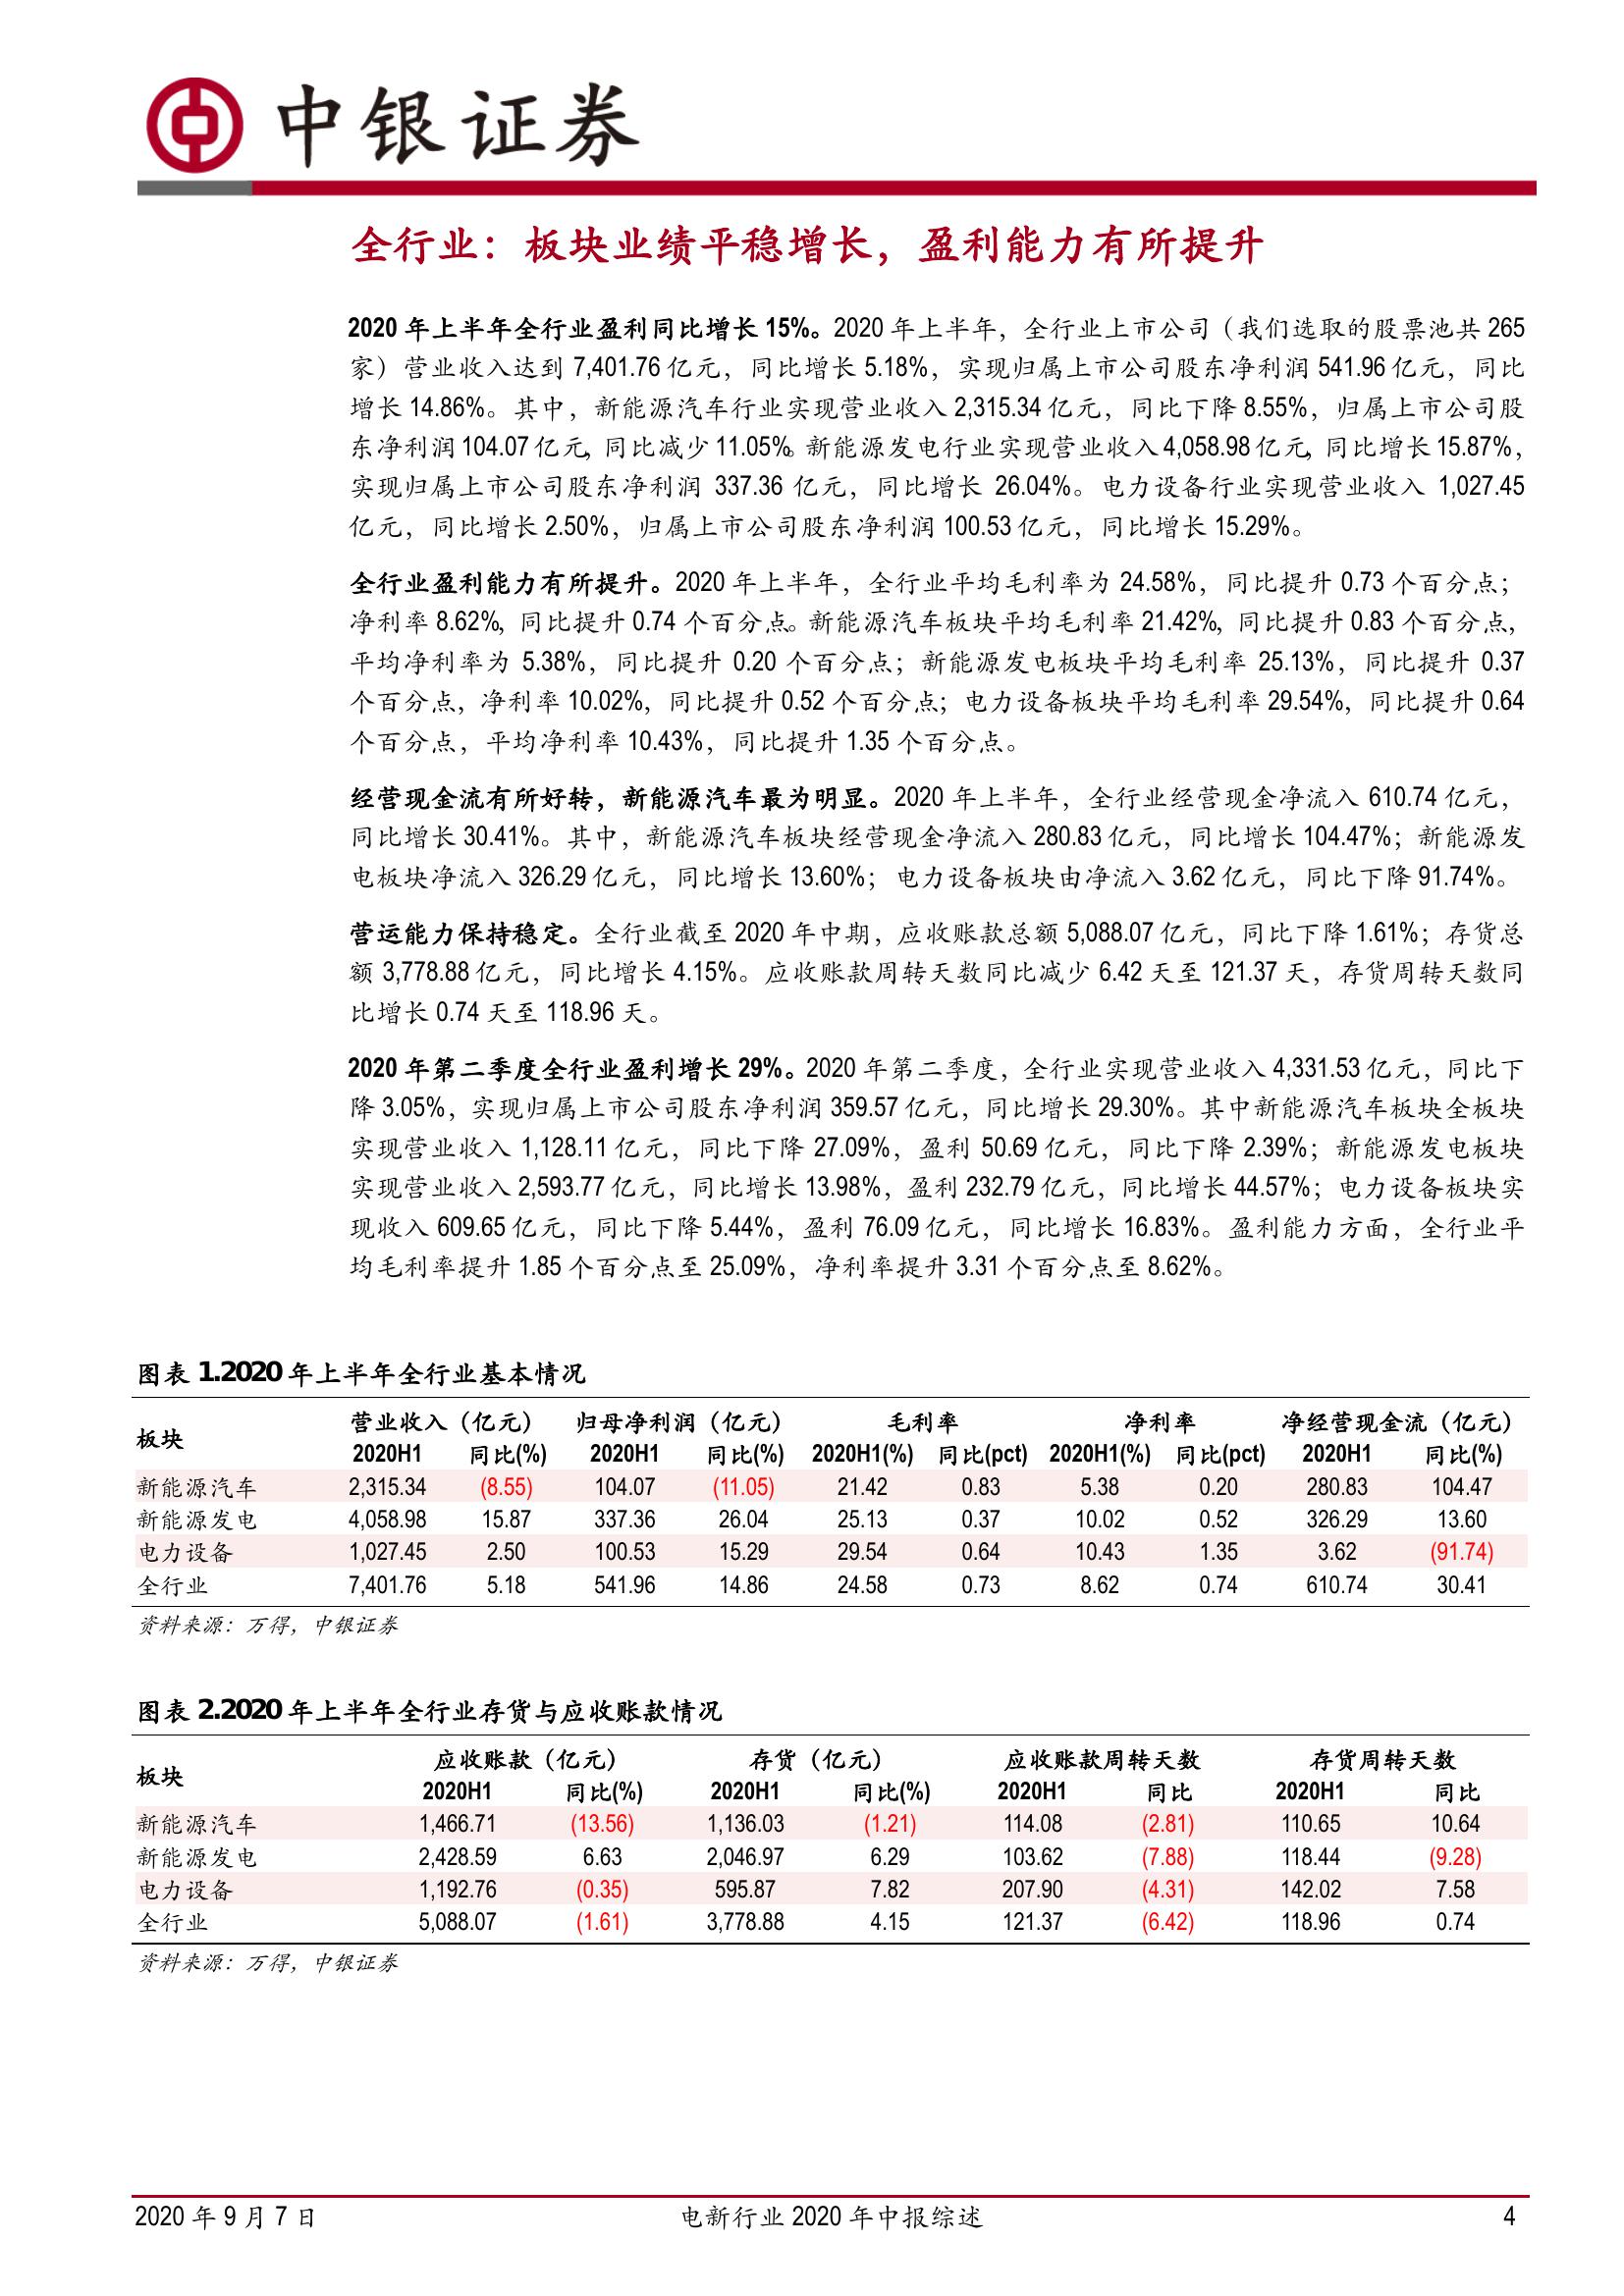 中银证券
全行业：板块业绩平稳增长，盈利能力有所提升
2020 年上半年全行业盈利同比增长 15%。2020 年上半年，全行业上市公司（我们选取的股票池共 265
家）营业收入达到 7,401.76 亿元，同比增长 5.18%，实现归属上市公司股东净利润 541.96 亿元，同比
增长 14.86%。其中，新能源汽车行业实现营业收入 2,315.34 亿元，同比下降 8.55%，归属上市公司股
东净利润 104.07 亿元，同比减少 11.05%。新能源发电行业实现营业收入 4,058.98 亿元，同比增长 15.87%，
实现归属上市公司股东净利润 337.36 亿元，同比增长 26.04%。电力设备行业实现营业收入 1,027.45
亿元，同比增长 2.50%，归属上市公司股东净利润 100.53 亿元，同比增长 15.29%。
全行业盈利能力有所提升。2020 年上半年，全行业平均毛利率为 24.58%，同比提升 0.73 个百分点；
净利率 8.62%，同比提升 0.74 个百分点。新能源汽车板块平均毛利率 21.42%，同比提升 0.83 个百分点，
平均净利率为 5.38%，同比提升 0.20 个百分点；新能源发电板块平均毛利率 25.13%，同比提升 0.37
个百分点，净利率 10.02%，同比提升 0.52 个百分点；电力设备板块平均毛利率 29.54%，同比提升 0.64
个百分点，平均净利率 10.43%，同比提升 1.35 个百分点。
经营现金流有所好转，新能源汽车最为明显。2020 年上半年，全行业经营现金净流入 610.74 亿元，
同比增长 30.41%。其中，新能源汽车板块经营现金净流入 280.83 亿元，同比增长 104.47%；新能源发
电板块净流入 326.29 亿元，同比增长 13.60%；电力设备板块由净流入 3.62 亿元，同比下降 91.74%。
营运能力保持稳定。全行业截至 2020 年中期，应收账款总额 5,088.07 亿元，同比下降 1.61%；存货总
额 3,778.88 亿元，同比增长 4.15%。应收账款周转天数同比减少 6.42 天至 121.37 天，存货周转天数同
比增长 0.74 天至 118.96 天。
2020 年第二季度全行业盈利增长 29%。2020 年第二季度，全行业实现营业收入 4,331.53 亿元，同比下
降 3.05%，实现归属上市公司股东净利润 359.57 亿元，同比增长 29.30%。其中新能源汽车板块全板块
实现营业收入 1,128.11 亿元，同比下降 27.09%，盈利 50.69 亿元，同比下降 2.39%；新能源发电板块
实现营业收入 2,593.77 亿元，同比增长 13.98%，盈利 232.79 亿元，同比增长 44.57%；电力设备板块实
现收入 609.65 亿元，同比下降 5.44%，盈利 76.09 亿元，同比增长 16.83%。盈利能力方面，全行业平
均毛利率提升 1.85 个百分点至 25.09%，净利率提升 3.31 个百分点至 8.62%。
图表 1.2020 年上半年全行业基本情况
板块 营业收入（亿元） 归母净利润（亿元） 毛利率 净利率 净经营现金流（亿元）
2020H1 同比(%) 2020H1 同比(%) 2020H1(%) 同比(pct) 2020H1(%) 同比(pct) 2020H1 同比(%)
新能源汽车 2,315.34 (8.55) 104.07 (11.05) 21.42 0.83 5.38 0.20 280.83 104.47
新能源发电 4,058.98 15.87 337.36 26.04 25.13 0.37 10.02 0.52 326.29 13.60
电力设备 1,027.45 2.50 100.53 15.29 29.54 0.64 10.43 1.35 3.62 (91.74)
全行业 7,401.76 5.18 541.96 14.86 24.58 0.73 8.62 0.74 610.74 30.41
资料来源：万得，中银证券
图表 2.2020 年上半年全行业存货与应收账款情况
板块 应收账款（亿元） 存货（亿元） 应收账款周转天数 存货周转天数
2020H1 同比(%) 2020H1 同比(%) 2020H1 同比 2020H1 同比
新能源汽车 1,466.71 (13.56) 1,136.03 (1.21) 114.08 (2.81) 110.65 10.64
新能源发电 2,428.59 6.63 2,046.97 6.29 103.62 (7.88) 118.44 (9.28)
电力设备 1,192.76 (0.35) 595.87 7.82 207.90 (4.31) 142.02 7.58
全行业 5,088.07 (1.61) 3,778.88 4.15 121.37 (6.42) 118.96 0.74
资料来源：万得，中银证券
2020 年 9 月 7 日 电新行业 2020 年中报综述 4